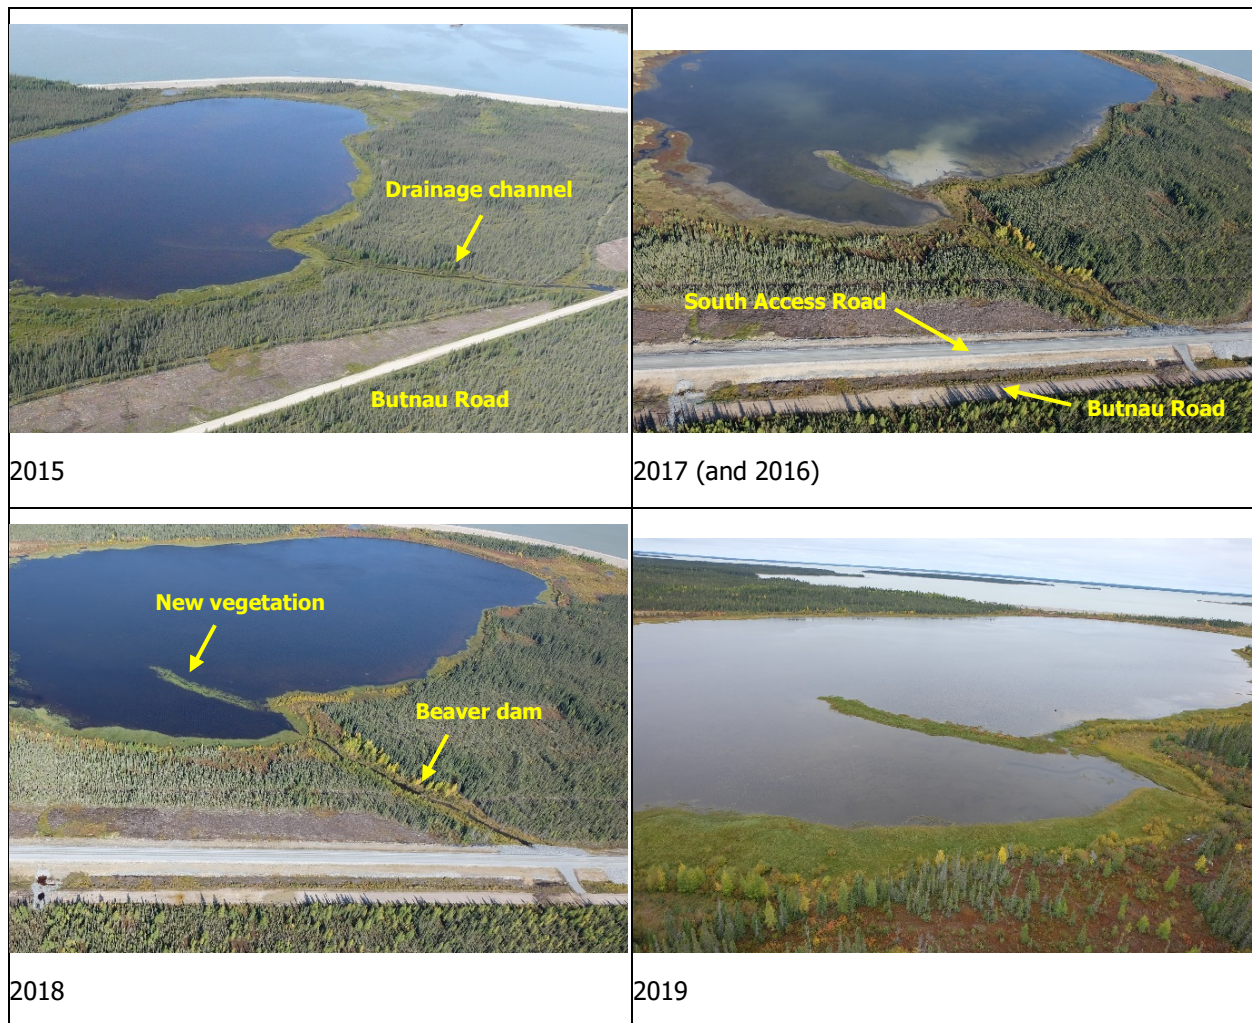 Drainage channel
Butnau Road
2015
South Access Road
Butnau Road
2017 (and 2016)
New vegetation
Beaver dam
2018
2019